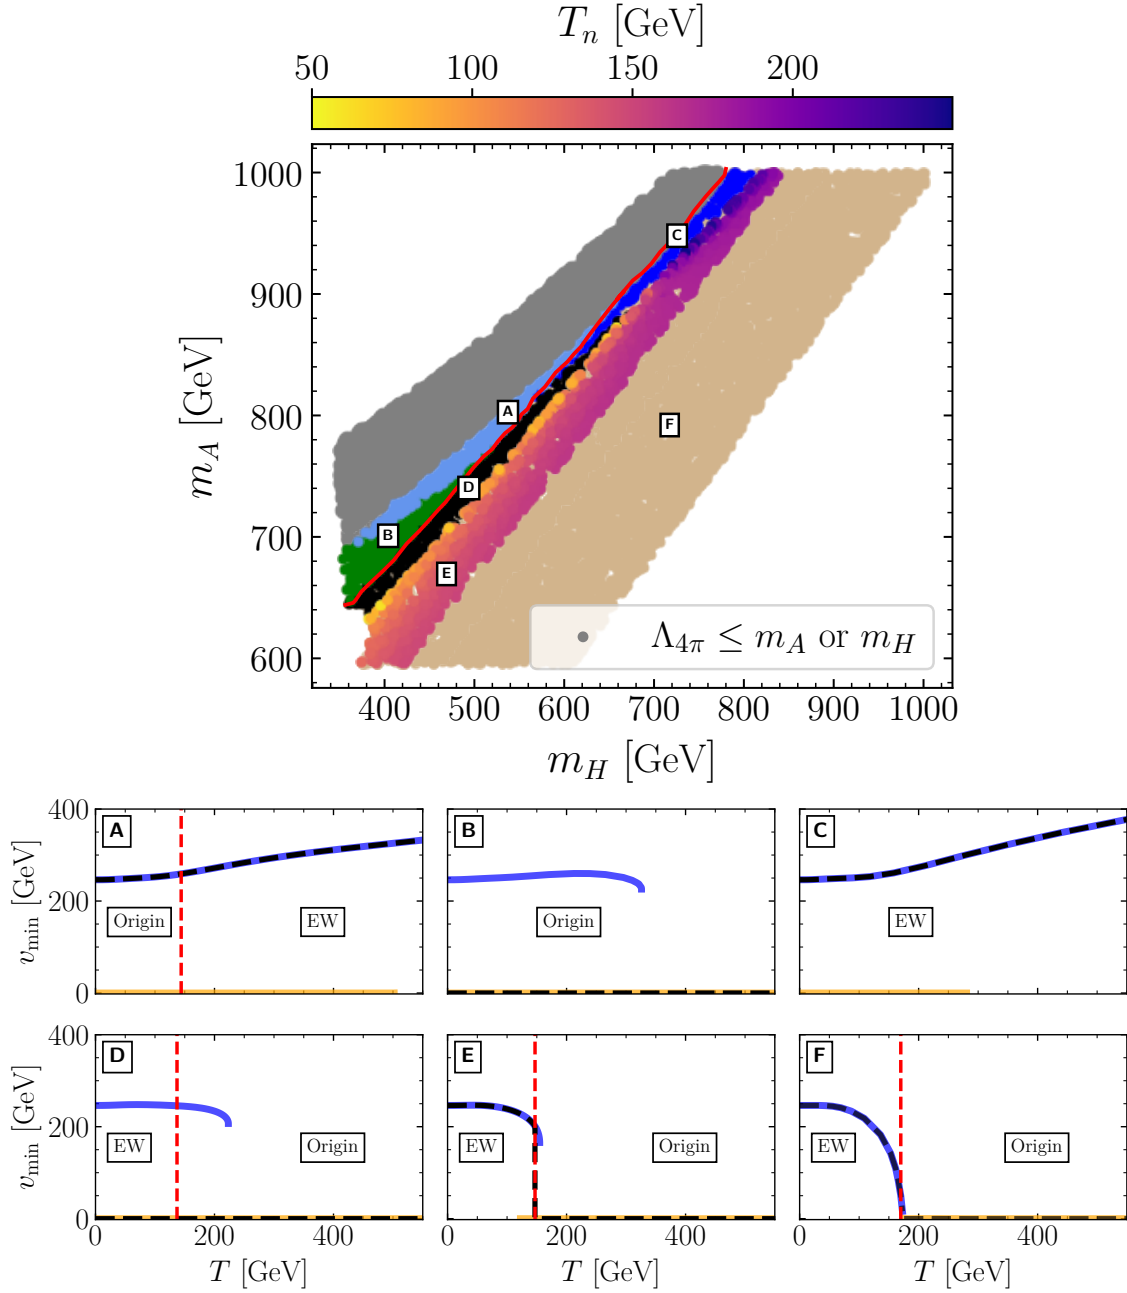 T_n [GeV]
50 100 150 200
1000
900
800
700
600
m_A [GeV]
C
A
F
D
B
E
Λ_{4π} ≤ m_A or m_H
400 500 600 700 800 900 1000
m_H [GeV]
400
200
0
v_min [GeV]
A
Origin
EW
B
Origin
C
EW
400
200
0
v_min [GeV]
D
EW
Origin
E
EW
Origin
F
EW
Origin
0 200 400
0 200 400
0 200 400
T [GeV]
T [GeV]
T [GeV]